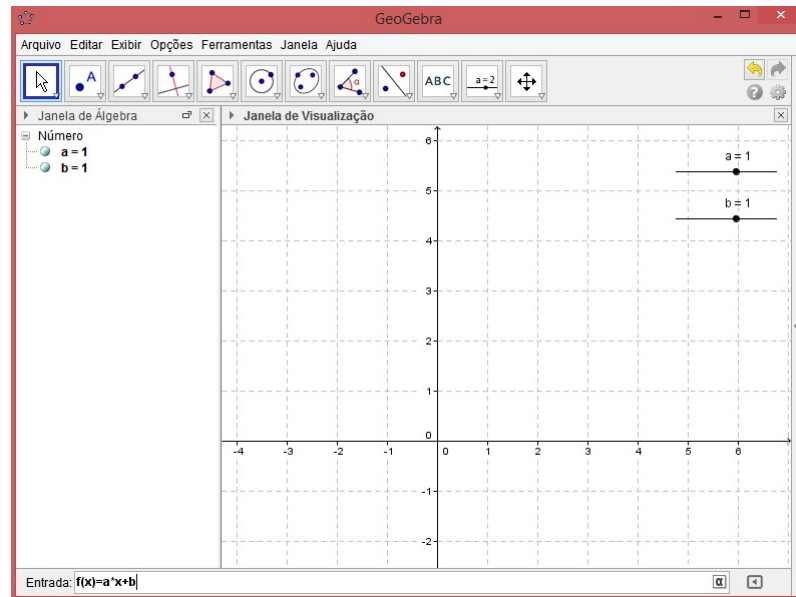 GeoGebra
Arquivo Editar Exibir Opções Ferramentas Janela Ajuda
A
α
ABC
a=2
Janela de Álgebra
Janela de Visualização
Número
a = 1
b = 1
a = 1
b = 1
6
5
4
3
2
1
0
-4 -3 -2 -1 0 1 2 3 4 5 6
-1
-2
Entrada: f(x)=a*x+b
α